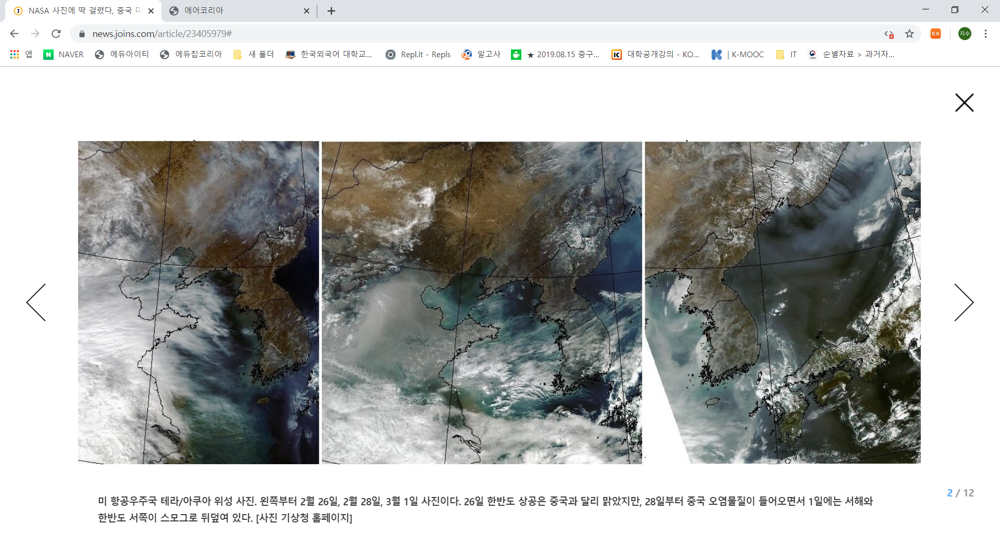 NASA 사진에 딱 걸렸다, 중국 미
에어코리아
news.joins.com/article/23405979#
EX
지수
앱
NAVER
에듀아이티
에듀잡코리아
새 폴더
한국외국어 대학교...
Repl.it - Repls
알고사
★ 2019.08.15 중구...
대학공개강의 - KO...
| K-MOOC
IT
순별자료 > 과거자...
2 / 12
미 항공우주국 테라/아쿠아 위성 사진. 왼쪽부터 2월 26일, 2월 28일, 3월 1일 사진이다. 26일 한반도 상공은 중국과 달리 맑았지만, 28일부터 중국 오염물질이 들어오면서 1일에는 서해와
한반도 서쪽이 스모그로 뒤덮여 있다. [사진 기상청 홈페이지]